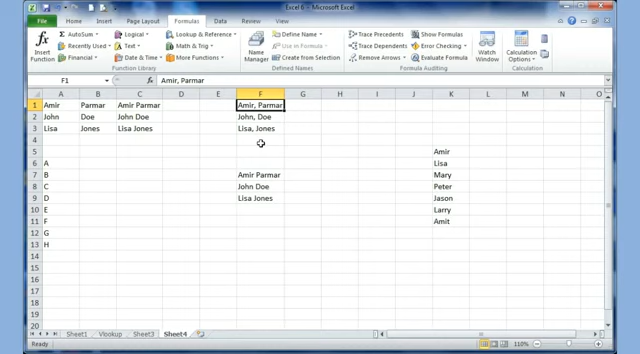 Excel 6 - Microsoft Excel
File Home Insert Page Layout Formulas Data Review View
Insert Function
AutoSum
Recently Used
Financial
Logical
Text
Date & Time
Lookup & Reference
Math & Trig
More Functions
Function Library
Name Manager
Define Name
Use in Formula
Create from Selection
Defined Names
Trace Precedents
Trace Dependents
Remove Arrows
Show Formulas
Error Checking
Evaluate Formula
Formula Auditing
Watch Window
Calculation Options
Calculation
F1 fx Amir, Parmar
A B C D E F G H I J K L M N O
1 Amir Parmar Amir Parmar Amir, Parmar
2 John Doe John Doe John, Doe
3 Lisa Jones Lisa Jones Lisa, Jones
4
5 Amir
6 A Lisa
7 B Amir Parmar Mary
8 C John Doe Peter
9 D Lisa Jones Jason
10 E Larry
11 F Amit
12 G
13 H
14
15
16
17
18
19
20
Sheet1 Vlookup Sheet3 Sheet4
Ready 110%